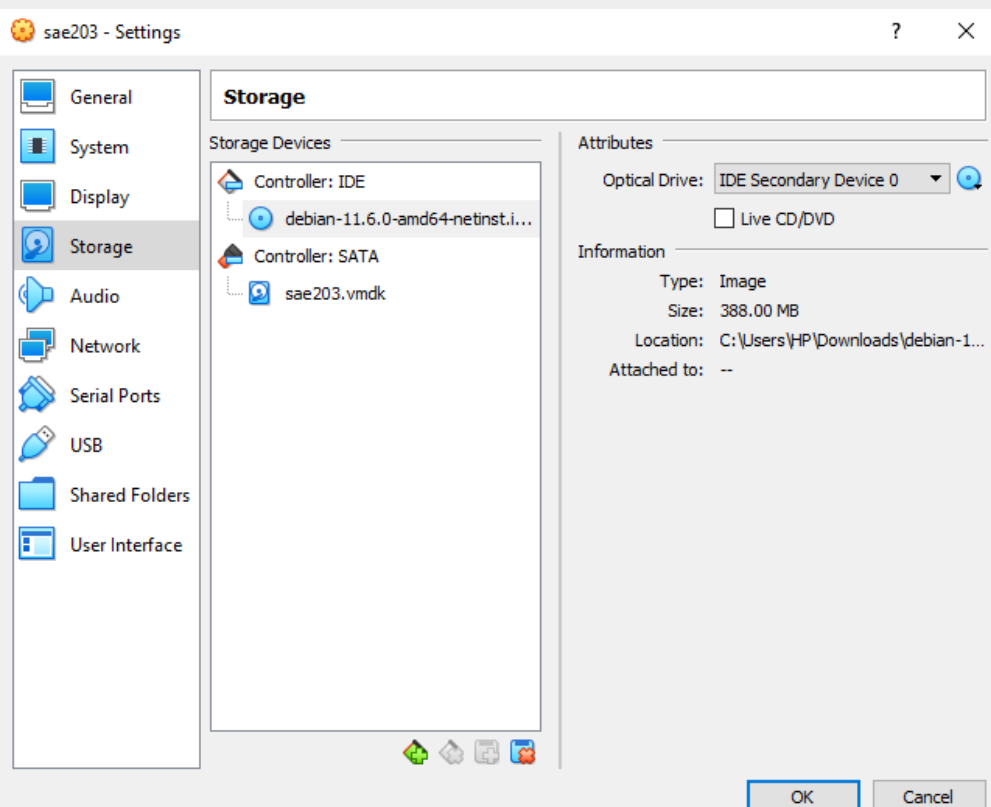 sae203 - Settings
?
General
System
Display
Storage
Audio
Network
Serial Ports
USB
Shared Folders
User Interface
Storage
Storage Devices
Controller: IDE
debian-11.6.0-amd64-netinst.i...
Controller: SATA
sae203.vmdk
Attributes
Optical Drive: IDE Secondary Device 0
Live CD/DVD
Information
Type: Image
Size: 388.00 MB
Location: C:\Users\HP\Downloads\debian-1...
Attached to: --
OK
Cancel